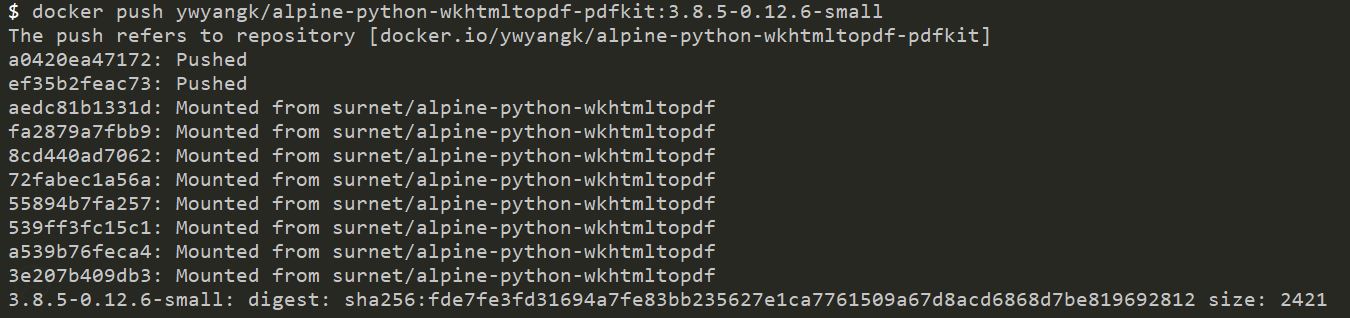 $ docker push ywyangk/alpine-python-wkhtmltopdf-pdfkit:3.8.5-0.12.6-small
The push refers to repository [docker.io/ywyangk/alpine-python-wkhtmltopdf-pdfkit]
a0420ea47172: Pushed
ef35b2feac73: Pushed
aedc81b1331d: Mounted from surnet/alpine-python-wkhtmltopdf
fa2879a7fbb9: Mounted from surnet/alpine-python-wkhtmltopdf
8cd440ad7062: Mounted from surnet/alpine-python-wkhtmltopdf
72fabec1a56a: Mounted from surnet/alpine-python-wkhtmltopdf
55894b7fa257: Mounted from surnet/alpine-python-wkhtmltopdf
539ff3fc15c1: Mounted from surnet/alpine-python-wkhtmltopdf
a539b76feca4: Mounted from surnet/alpine-python-wkhtmltopdf
3e207b409db3: Mounted from surnet/alpine-python-wkhtmltopdf
3.8.5-0.12.6-small: digest: sha256:fde7fe3fd31694a7fe83bb235627e1ca7761509a67d8acd6868d7be819692812 size: 2421